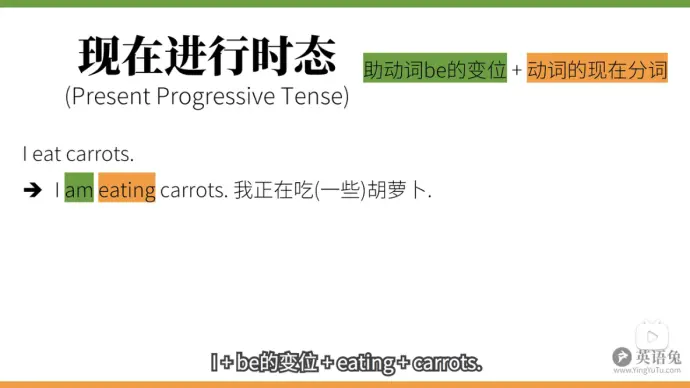 现在进行时态
(Present Progressive Tense)
助动词be的变位 + 动词的现在分词
I eat carrots.
➔ I am eating carrots. 我正在吃(一些)胡萝卜.
I + be的变位 + eating + carrots.
英语兔
www.YingYuTu.com